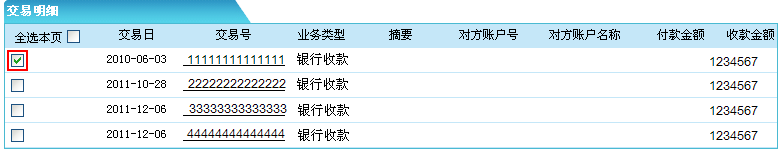 交易明细
全选本页 交易日 交易号 业务类型 摘要 对方账户号 对方账户名称 付款金额 收款金额
2010-06-03 11111111111111 银行收款 1234567
2011-10-28 22222222222222 银行收款 1234567
2011-12-06 33333333333333 银行收款 1234567
2011-12-06 44444444444444 银行收款 1234567